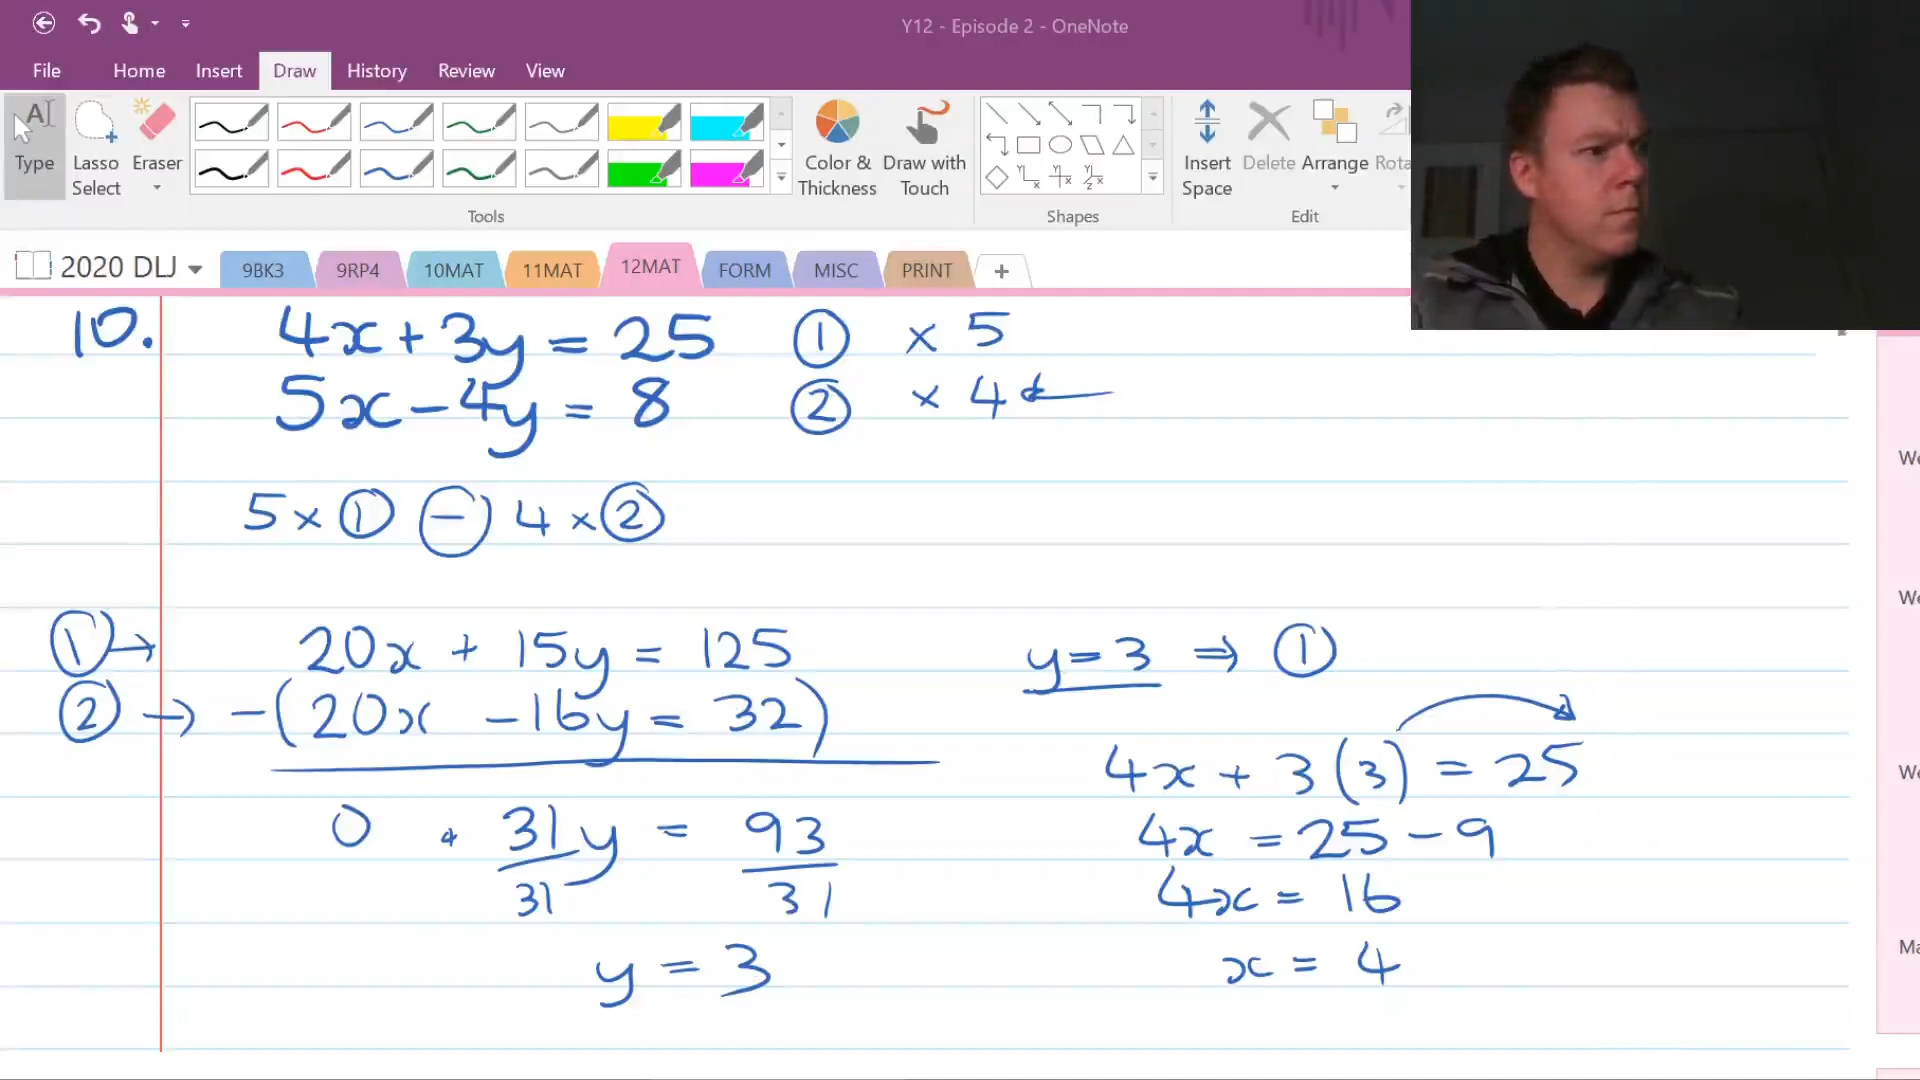 Y12 - Episode 2 - OneNote
File Home Insert Draw History Review View
Type
Lasso Select
Eraser
Color & Thickness
Draw with Touch
Insert Space
Delete
Arrange
Tools Shapes Edit
2020 DLJ 9BK3 9RP4 10MAT 11MAT 12MAT FORM MISC PRINT +
10. 4x + 3y = 25 ① × 5
5x - 4y = 8 ② × 4 ←
5 × ① - 4 × ②
① → 20x + 15y = 125
② → -(20x - 16y = 32)
0 + 31y = 93
31 31
y = 3
y = 3 ⇒ ①
4x + 3(3) = 25
4x = 25 - 9
4x = 16
x = 4